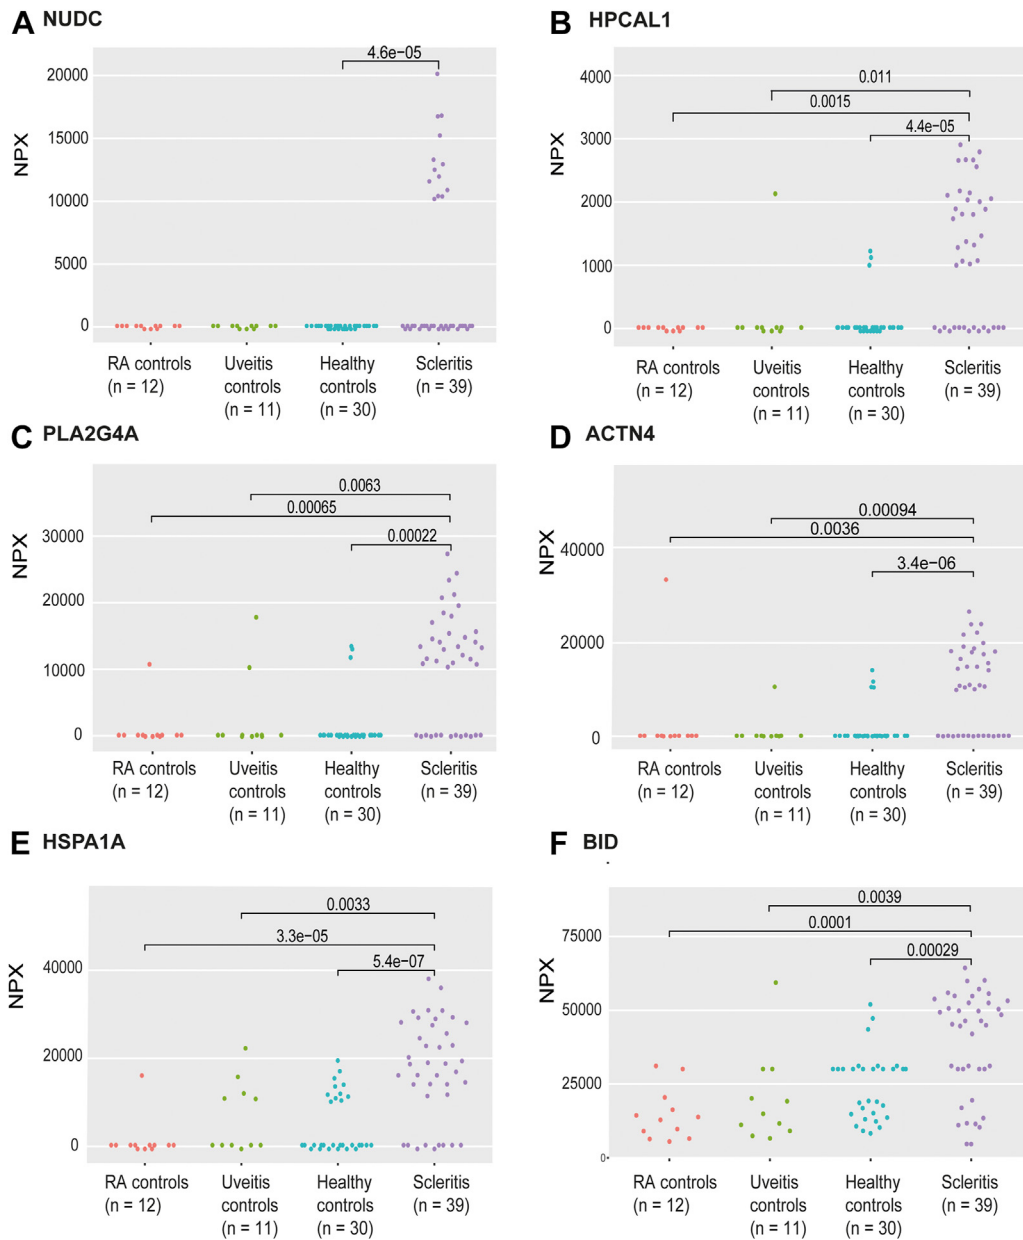 A NUDC
4.6e−05
20000
15000
10000
5000
0
NPX
RA controls
(n = 12)
Uveitis
controls
(n = 11)
Healthy
controls
(n = 30)
Scleritis
(n = 39)
B HPCAL1
0.011
0.0015
4.4e−05
4000
3000
2000
1000
0
NPX
RA controls
(n = 12)
Uveitis
controls
(n = 11)
Healthy
controls
(n = 30)
Scleritis
(n = 39)
C PLA2G4A
0.0063
0.00065
0.00022
30000
20000
10000
0
NPX
RA controls
(n = 12)
Uveitis
controls
(n = 11)
Healthy
controls
(n = 30)
Scleritis
(n = 39)
D ACTN4
0.00094
0.0036
3.4e−06
40000
20000
0
NPX
RA controls
(n = 12)
Uveitis
controls
(n = 11)
Healthy
controls
(n = 30)
Scleritis
(n = 39)
E HSPA1A
0.0033
3.3e−05
5.4e−07
40000
20000
0
NPX
RA controls
(n = 12)
Uveitis
controls
(n = 11)
Healthy
controls
(n = 30)
Scleritis
(n = 39)
F BID
0.0039
0.0001
0.00029
75000
50000
25000
0
NPX
RA controls
(n = 12)
Uveitis
controls
(n = 11)
Healthy
controls
(n = 30)
Scleritis
(n = 39)